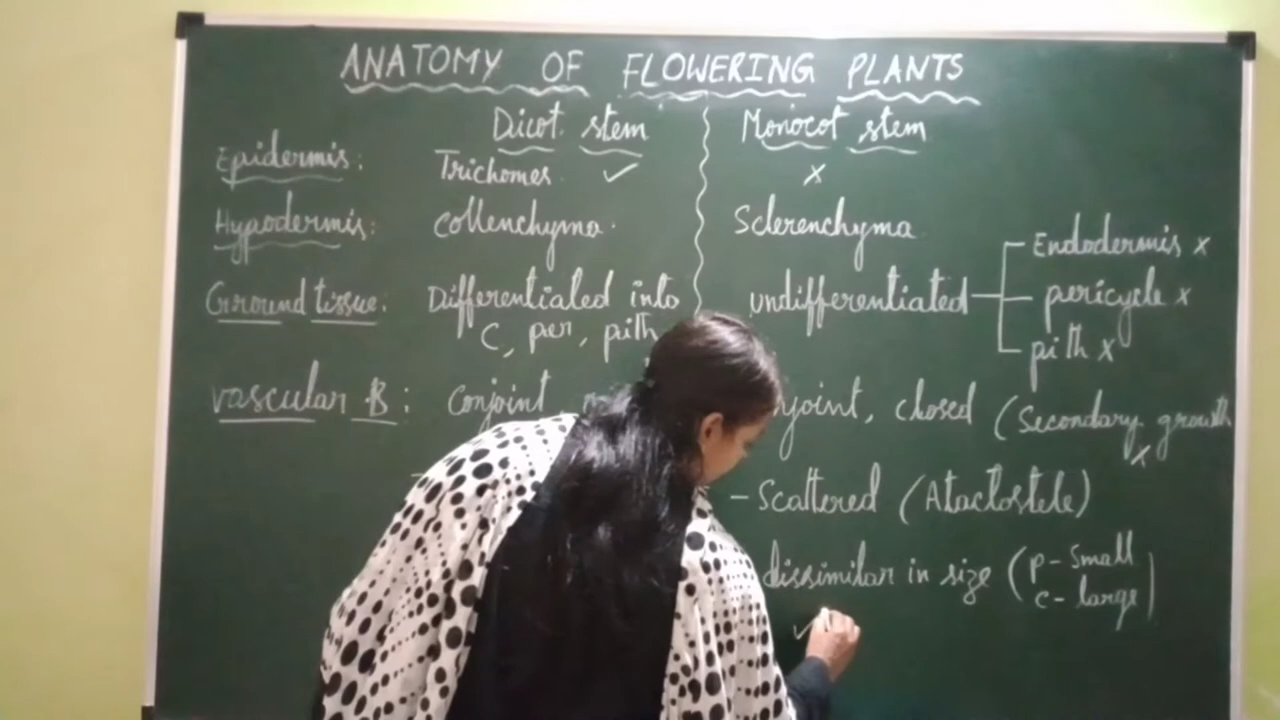 ANATOMY OF FLOWERING PLANTS
Dicot stem Monocot stem
Epidermis: Trichomes ✓ x
Hypodermis: Collenchyma. Sclerenchyma
Ground tissue: Differentiated into undifferentiated
C, per, pith
Endodermis x
pericycle x
pith x
vascular B: conjoint, closed (Secondary growth
x
- Scattered (Atactostele)
dissimilar in size (p - Small
c - large)